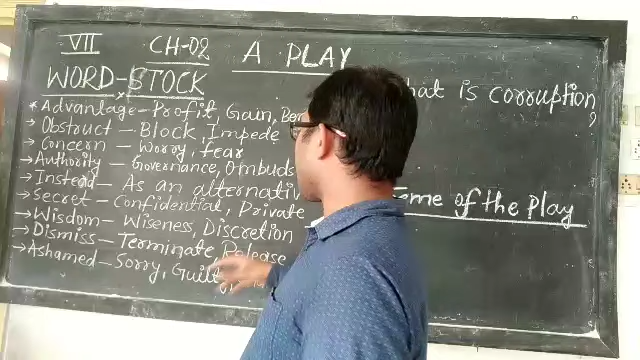 VII CH-02 A PLAY
WORD-STOCK
* Advantage - Profit, Gain,
→ Obstruct - Block, Impede
→ Concern - Worry, fear
→ Authority - Governance, Ombuds
→ Instead - As an alternativ
→ Secret - Confidential, Private
→ Wisdom - Wiseness, Discretion
→ Dismiss - Terminate, Release
→ Ashamed - Sorry, Guilt
hat is corruption,
eme of the Play